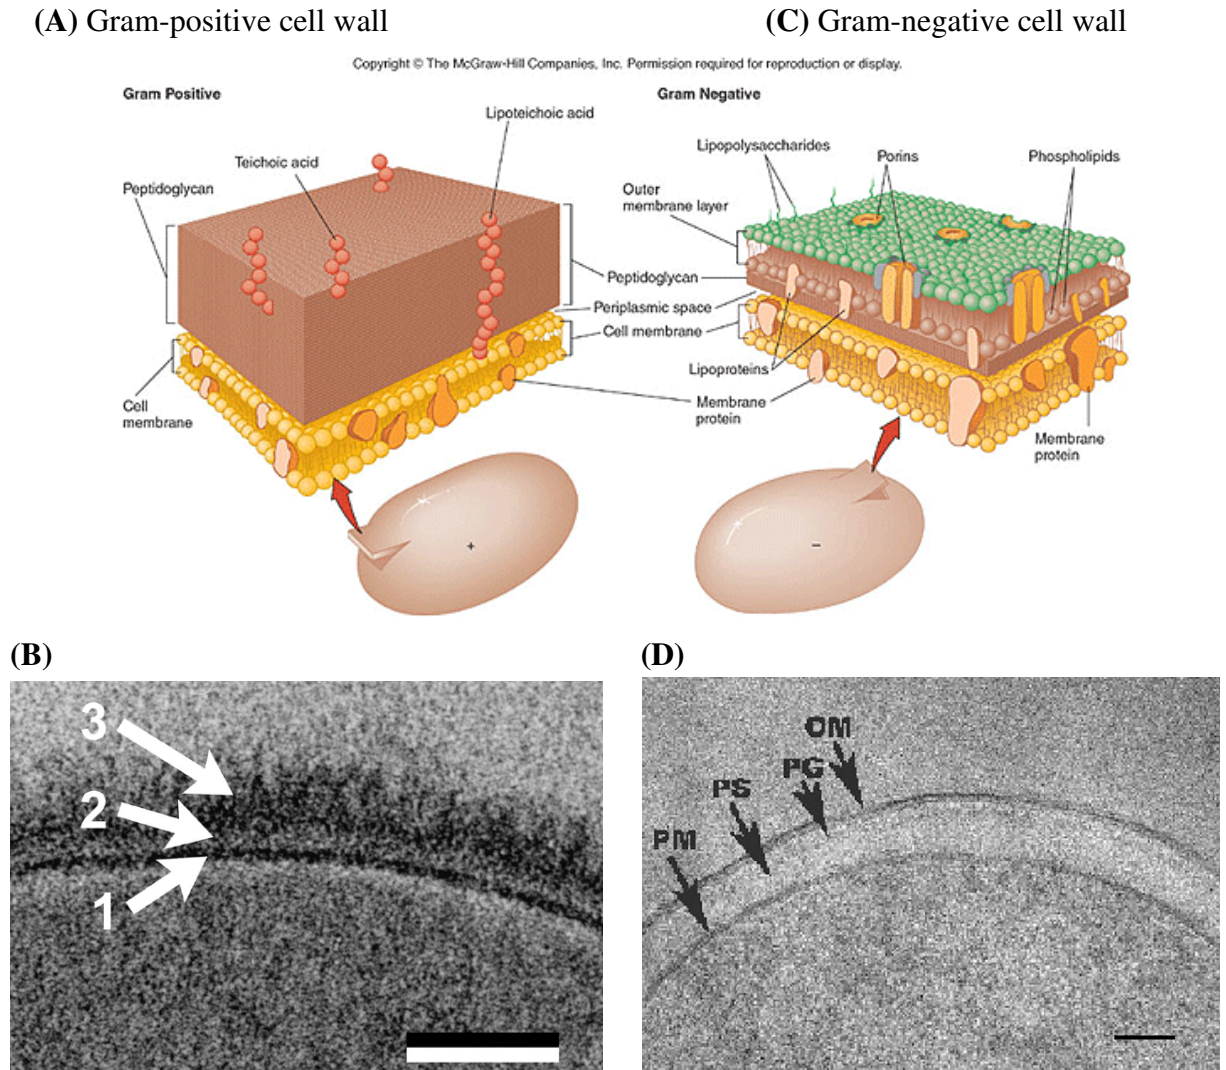 (A) Gram-positive cell wall
(C) Gram-negative cell wall
Copyright © The McGraw-Hill Companies, Inc. Permission required for reproduction or display.
Gram Positive
Gram Negative
Lipoteichoic acid
Teichoic acid
Peptidoglycan
Lipopolysaccharides
Porins
Phospholipids
Outer
membrane layer
Peptidoglycan
Periplasmic space
Cell membrane
Lipoproteins
Membrane
protein
Cell
membrane
Membrane
protein
+
−
(B)
(D)
3
2
1
OM
PG
PS
PM